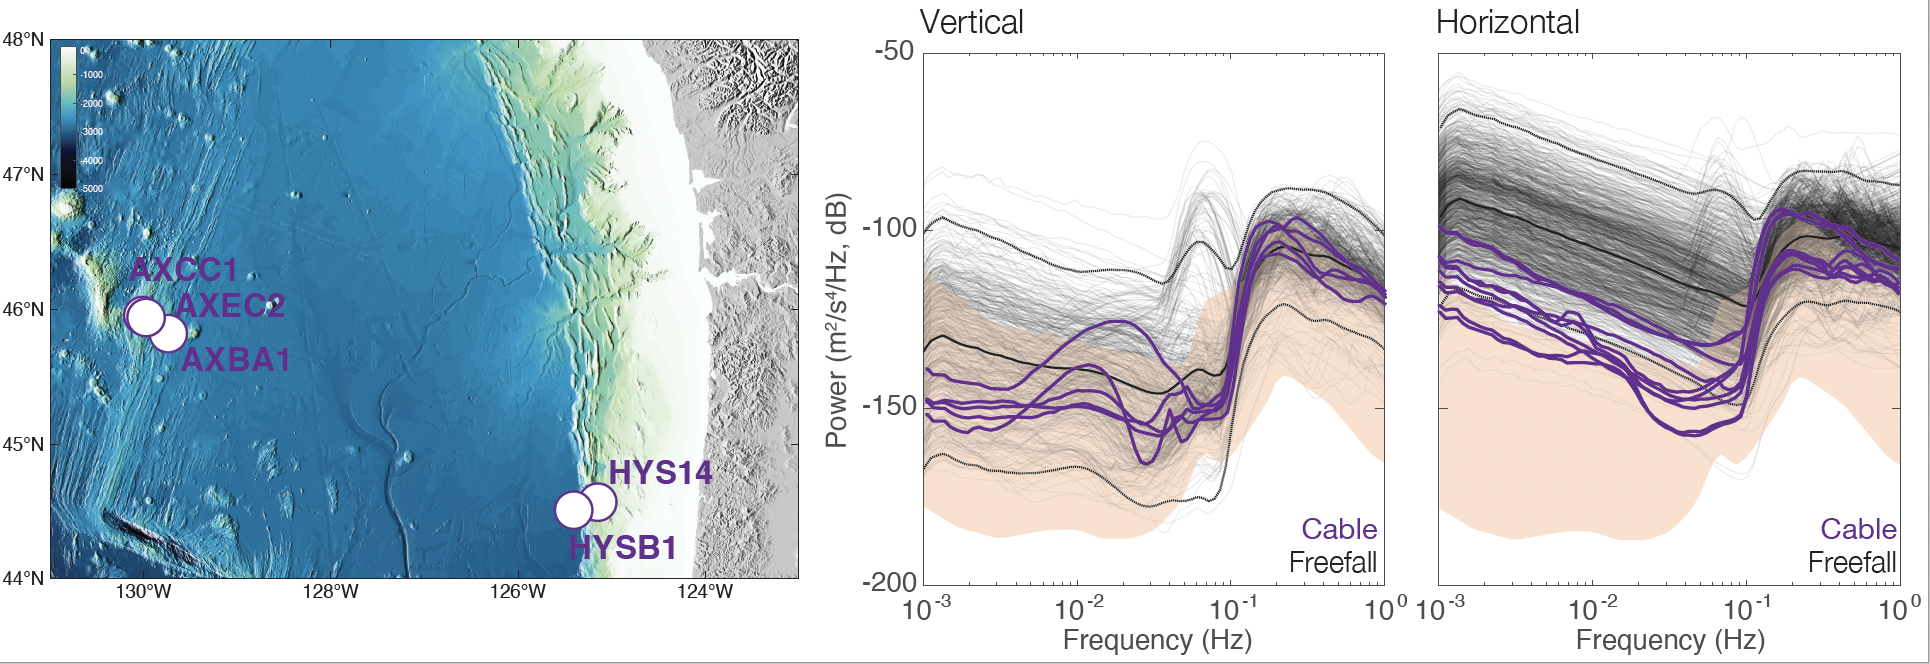 48°N
47°N
46°N
45°N
44°N
0
-1000
-2000
-3000
-4000
-5000
AXCC1
AXEC2
AXBA1
HYS14
HYSB1
130°W 128°W 126°W 124°W
Vertical
Power (m²/s⁴/Hz, dB)
-50
-100
-150
-200
Cable
Freefall
10⁻³ 10⁻² 10⁻¹ 10⁰
Frequency (Hz)
Horizontal
Cable
Freefall
10⁻³ 10⁻² 10⁻¹ 10⁰
Frequency (Hz)